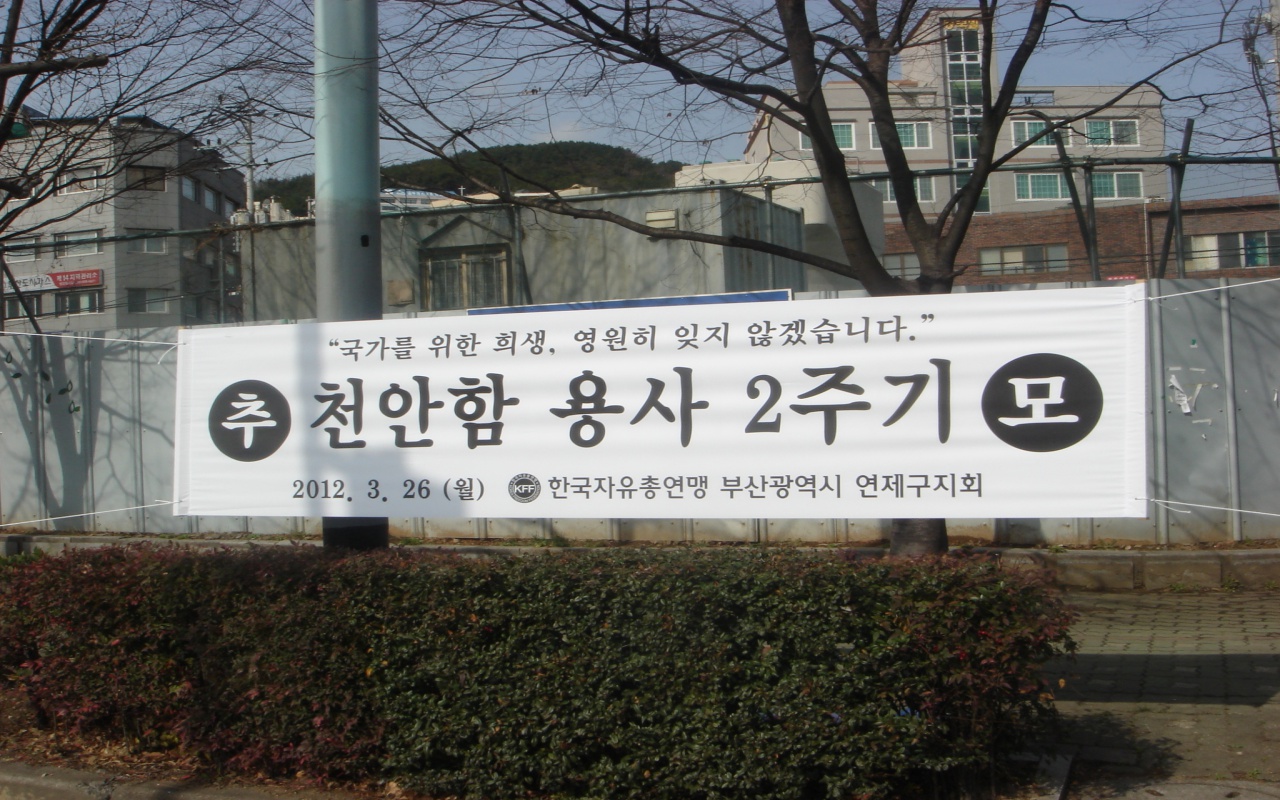 “국가를 위한 희생, 영원히 잊지 않겠습니다.”
추 천안함 용사 2주기 모
2012. 3. 26 (월) KFF 한국자유총연맹 부산광역시 연제구지회